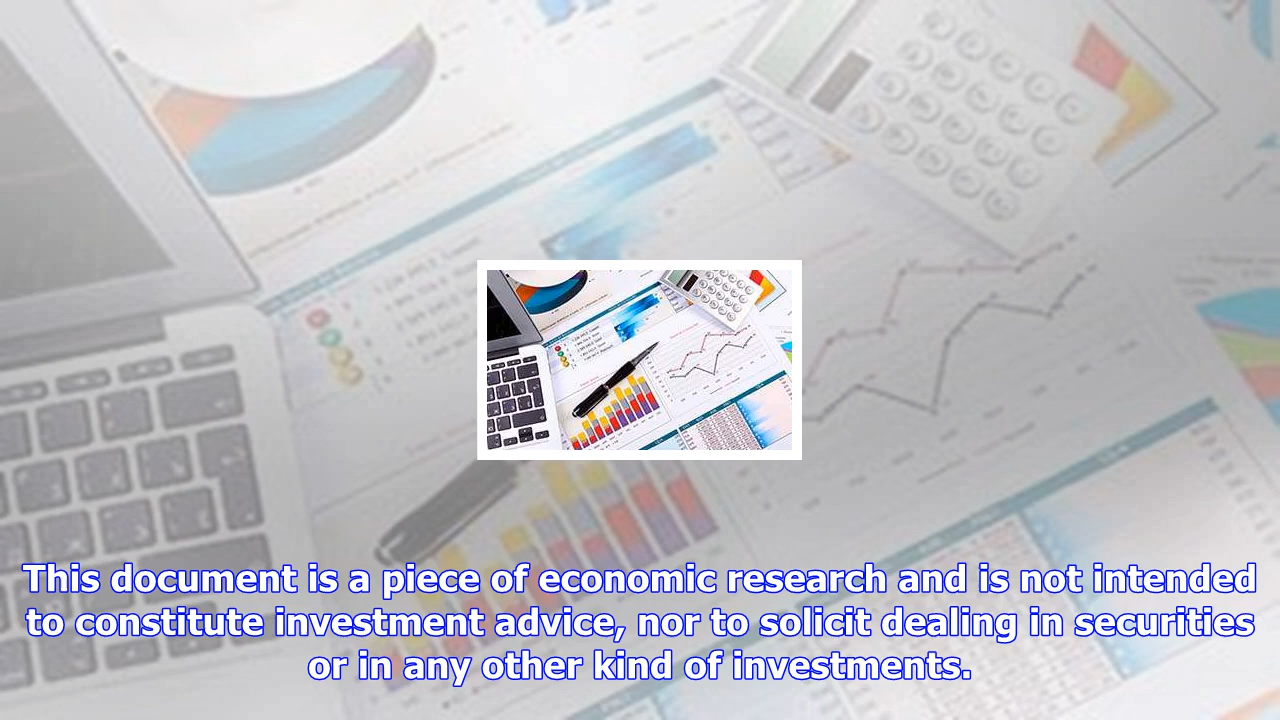 This document is a piece of economic research and is not intended
to constitute investment advice, nor to solicit dealing in securities
or in any other kind of investments.